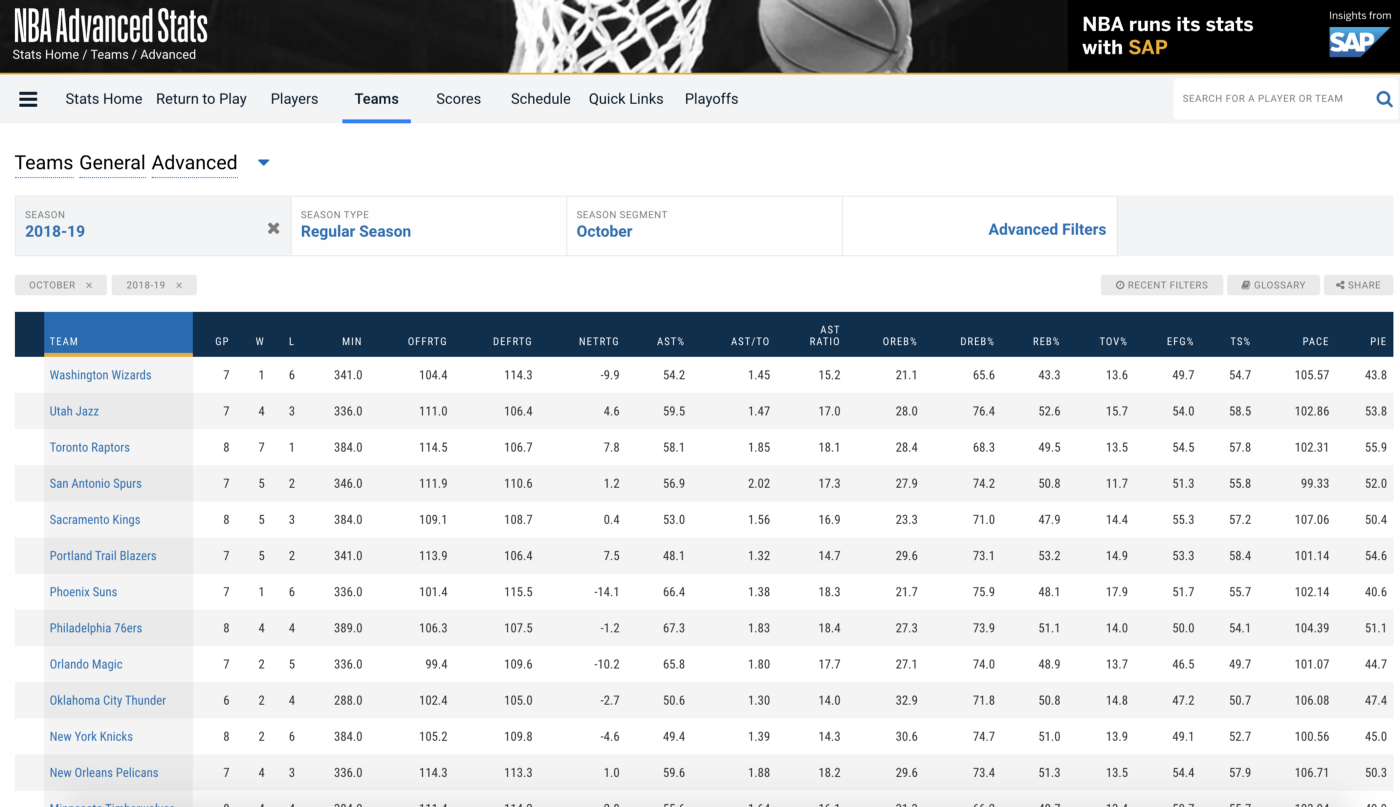 NBA Advanced Stats
Stats Home / Teams / Advanced
NBA runs its stats
with SAP
Insights from
SAP
Stats Home Return to Play Players Teams Scores Schedule Quick Links Playoffs
SEARCH FOR A PLAYER OR TEAM
Teams General Advanced
SEASON
2018-19
SEASON TYPE
Regular Season
SEASON SEGMENT
October
Advanced Filters
OCTOBER × 2018-19 ×
RECENT FILTERS GLOSSARY SHARE
TEAM GP W L MIN OFFRTG DEFRTG NETRTG AST% AST/TO AST RATIO OREB% DREB% REB% TOV% EFG% TS% PACE PIE
Washington Wizards 7 1 6 341.0 104.4 114.3 -9.9 54.2 1.45 15.2 21.1 65.6 43.3 13.6 49.7 54.7 105.57 43.8
Utah Jazz 7 4 3 336.0 111.0 106.4 4.6 59.5 1.47 17.0 28.0 76.4 52.6 15.7 54.0 58.5 102.86 53.8
Toronto Raptors 8 7 1 384.0 114.5 106.7 7.8 58.1 1.85 18.1 28.4 68.3 49.5 13.5 54.5 57.8 102.31 55.9
San Antonio Spurs 7 5 2 346.0 111.9 110.6 1.2 56.9 2.02 17.3 27.9 74.2 50.8 11.7 51.3 55.8 99.33 52.0
Sacramento Kings 8 5 3 384.0 109.1 108.7 0.4 53.0 1.56 16.9 23.3 71.0 47.9 14.4 55.3 57.2 107.06 50.4
Portland Trail Blazers 7 5 2 341.0 113.9 106.4 7.5 48.1 1.32 14.7 29.6 73.1 53.2 14.9 53.3 58.4 101.14 54.6
Phoenix Suns 7 1 6 336.0 101.4 115.5 -14.1 66.4 1.38 18.3 21.7 75.9 48.1 17.9 51.7 55.7 102.14 40.6
Philadelphia 76ers 8 4 4 389.0 106.3 107.5 -1.2 67.3 1.83 18.4 27.3 73.9 51.1 14.0 50.0 54.1 104.39 51.1
Orlando Magic 7 2 5 336.0 99.4 109.6 -10.2 65.8 1.80 17.7 27.1 74.0 48.9 13.7 46.5 49.7 101.07 44.7
Oklahoma City Thunder 6 2 4 288.0 102.4 105.0 -2.7 50.6 1.30 14.0 32.9 71.8 50.8 14.8 47.2 50.7 106.08 47.4
New York Knicks 8 2 6 384.0 105.2 109.8 -4.6 49.4 1.39 14.3 30.6 74.7 51.0 13.9 49.1 52.7 100.56 45.0
New Orleans Pelicans 7 4 3 336.0 114.3 113.3 1.0 59.6 1.88 18.2 29.6 73.4 51.3 13.5 54.4 57.9 106.71 50.3